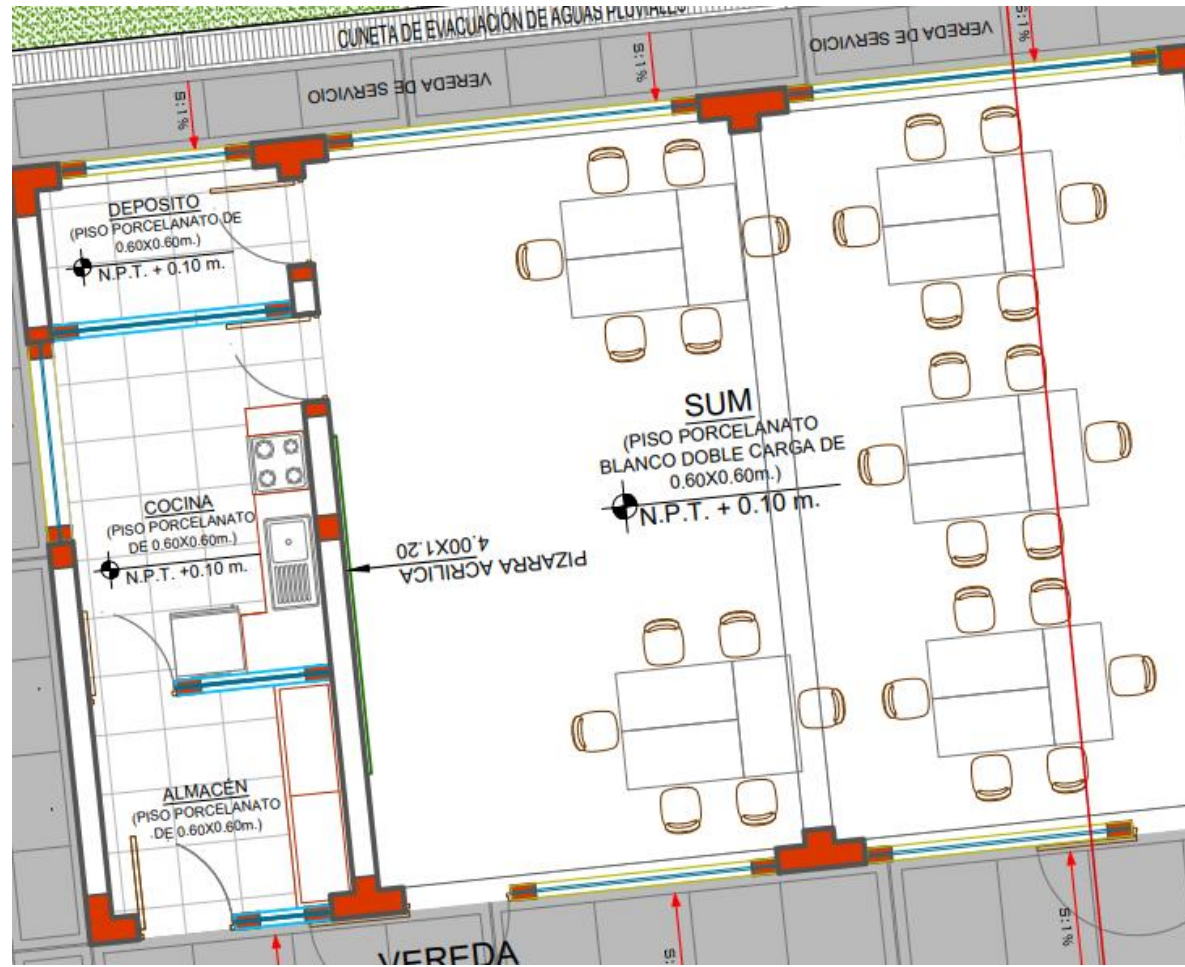 CUNETA DE EVACUACION DE AGUAS PLUVIALES
VEREDA DE SERVICIO
VEREDA DE SERVICIO
S:1%
S:1%
S:1%
DEPOSITO
(PISO PORCELANATO DE
0.60X0.60m.)
N.P.T. + 0.10 m.
SUM
(PISO PORCELANATO
BLANCO DOBLE CARGA DE
0.60X0.60m.)
N.P.T. + 0.10 m.
COCINA
(PISO PORCELANATO
DE 0.60X0.60m.)
N.P.T. +0.10 m.
PIZARRA ACRILICA
4.00X1.20
ALMACÉN
(PISO PORCELANATO
DE 0.60X0.60m.)
VEREDA
S:1%